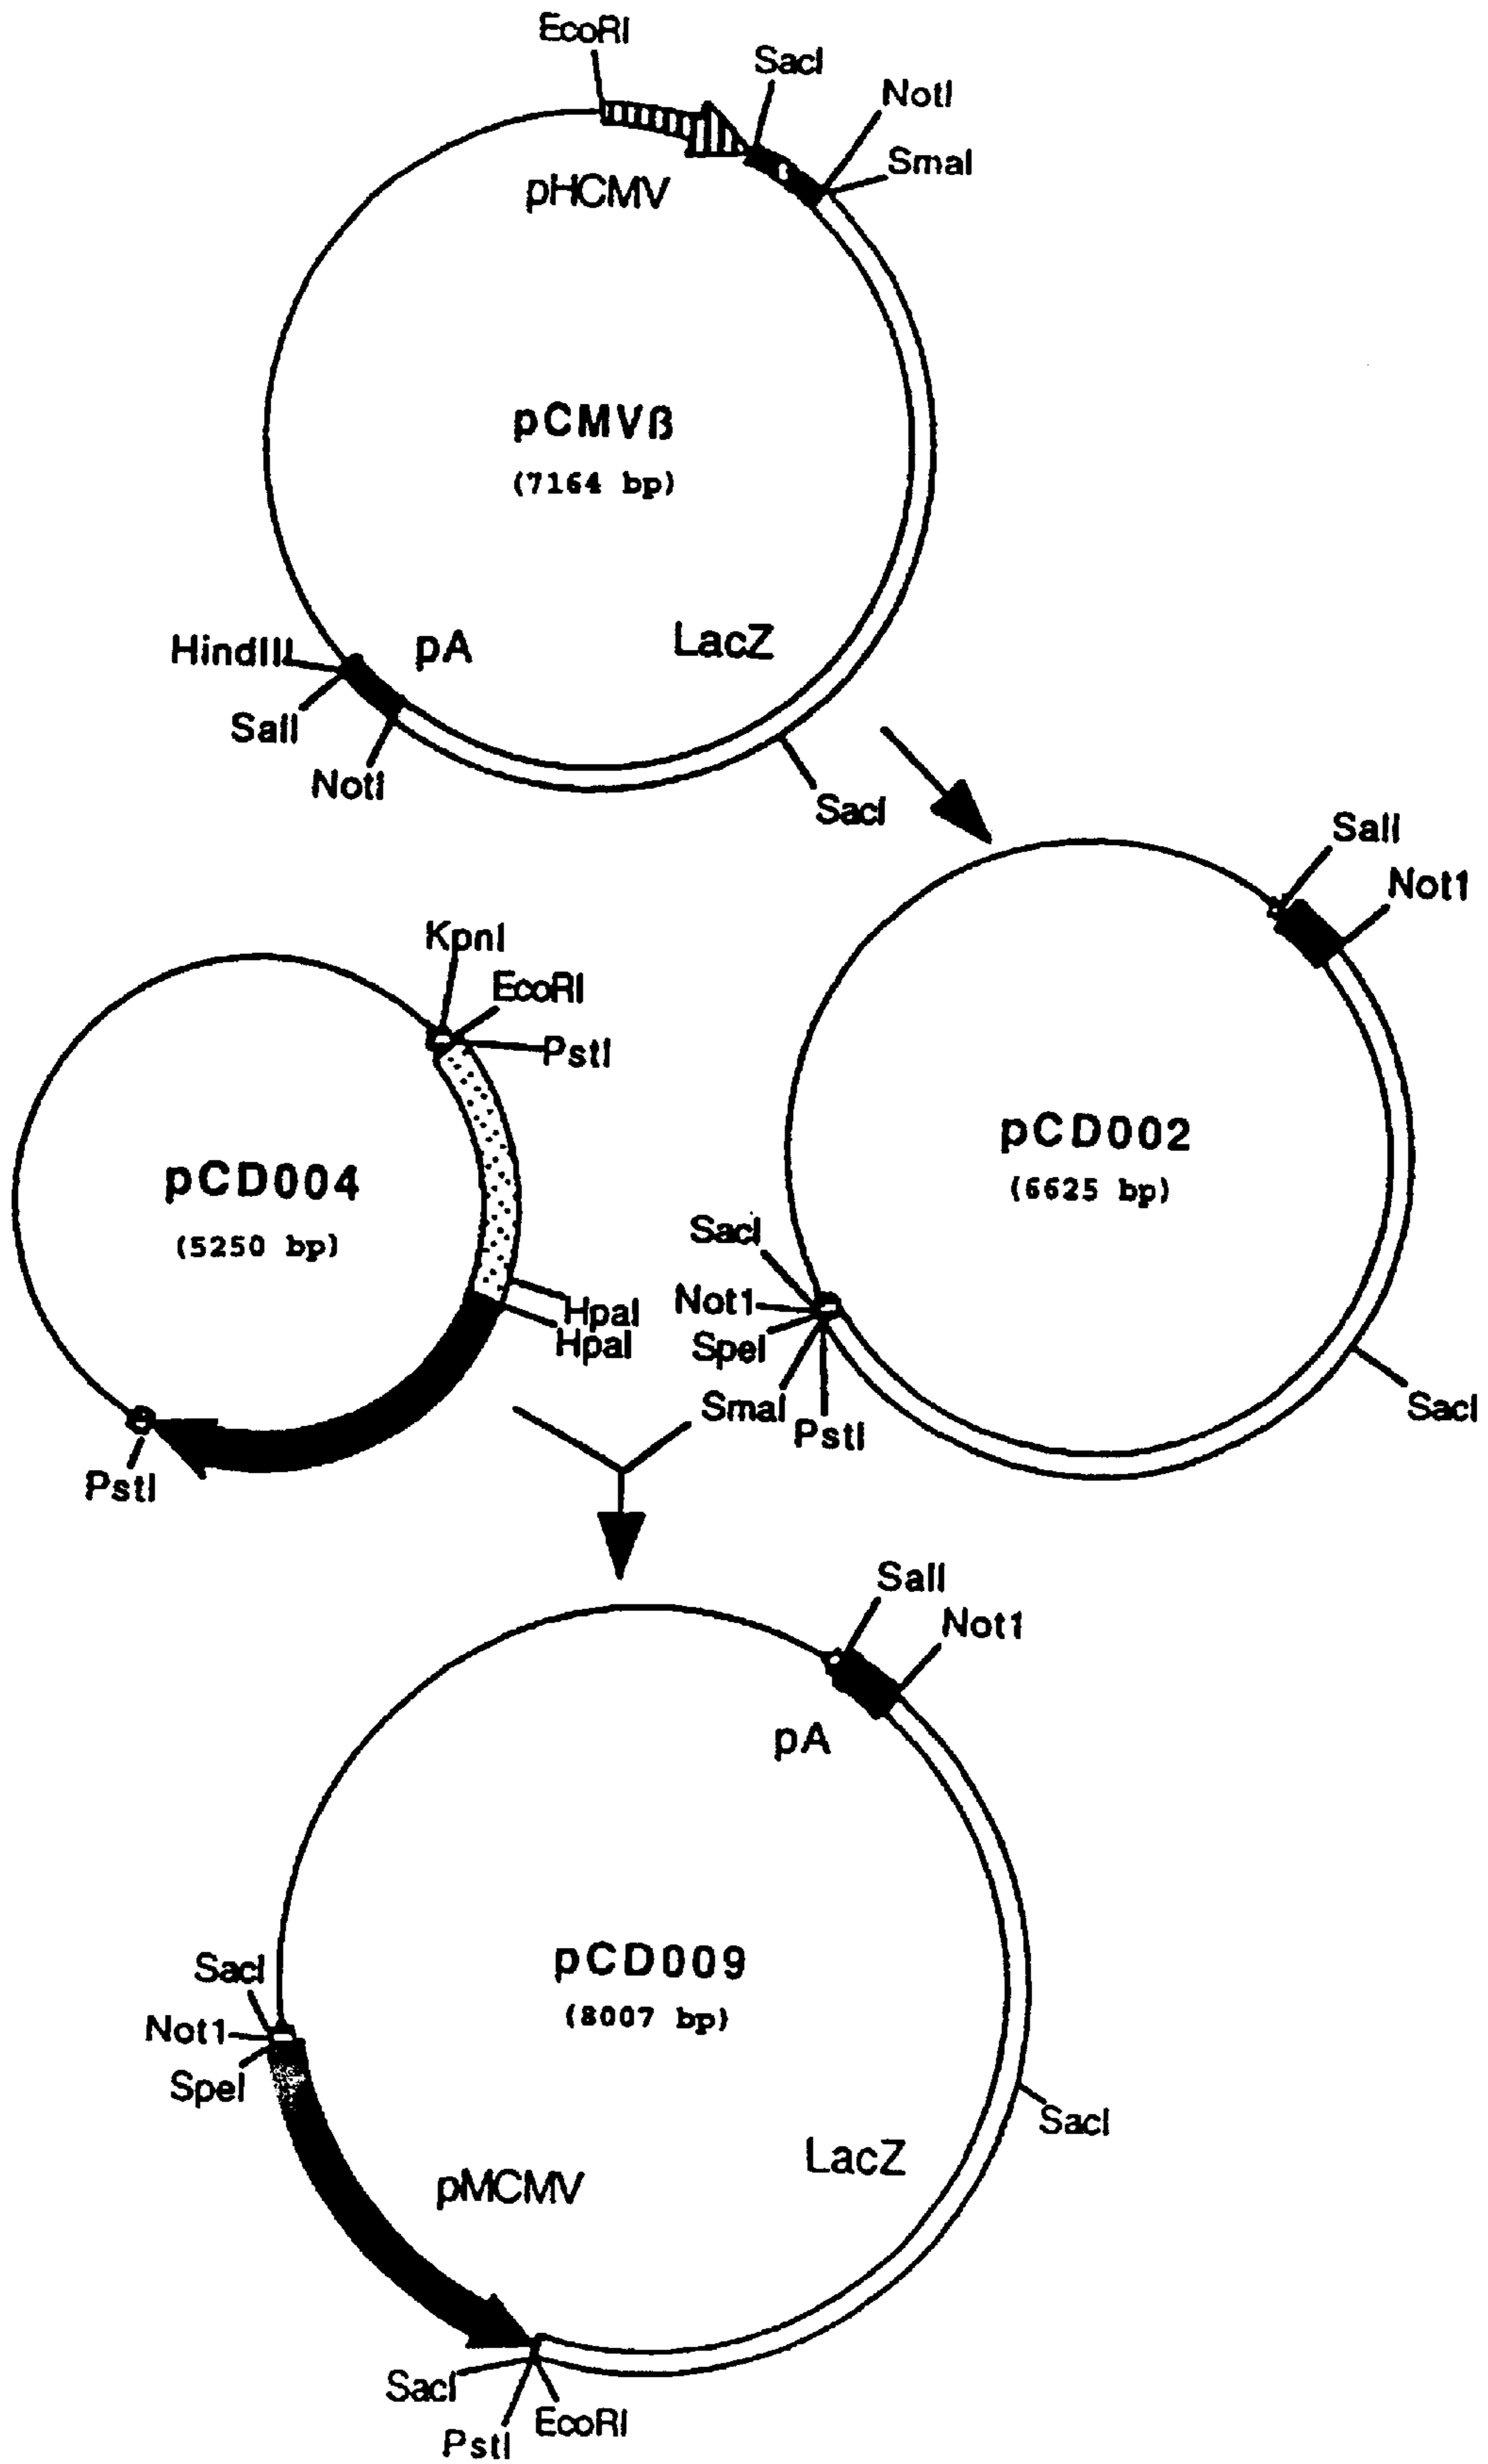 EcoRI
SacI
NotI
SmaI
pHCMV
pCMVß
(7164 bp)
HindIII
pA
LacZ
SalI
NotI
SacI
SalI
Not1
KpnI
EcoRI
PstI
pCD004
(5250 bp)
pCD002
(6625 bp)
SacI
Not1
SpeI
SmaI
PstI
SacI
HpaI
HpaI
PstI
SalI
Not1
pA
pCD009
(8007 bp)
SacI
Not1
SpeI
SacI
LacZ
pMCMV
SacI
PstI
EcoRI